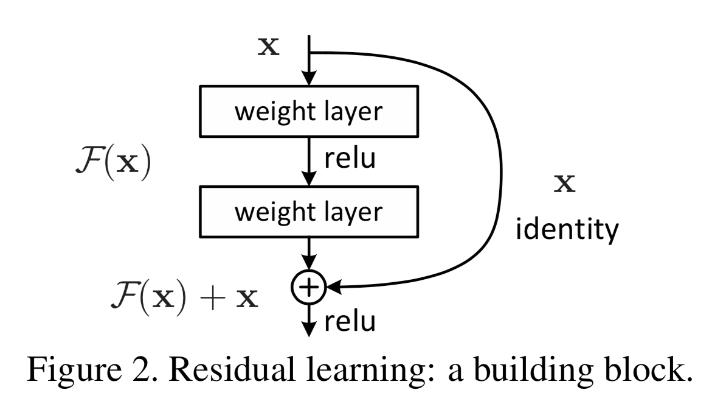 x
weight layer
relu
F(x)
weight layer
x
identity
F(x) + x
relu
Figure 2. Residual learning: a building block.